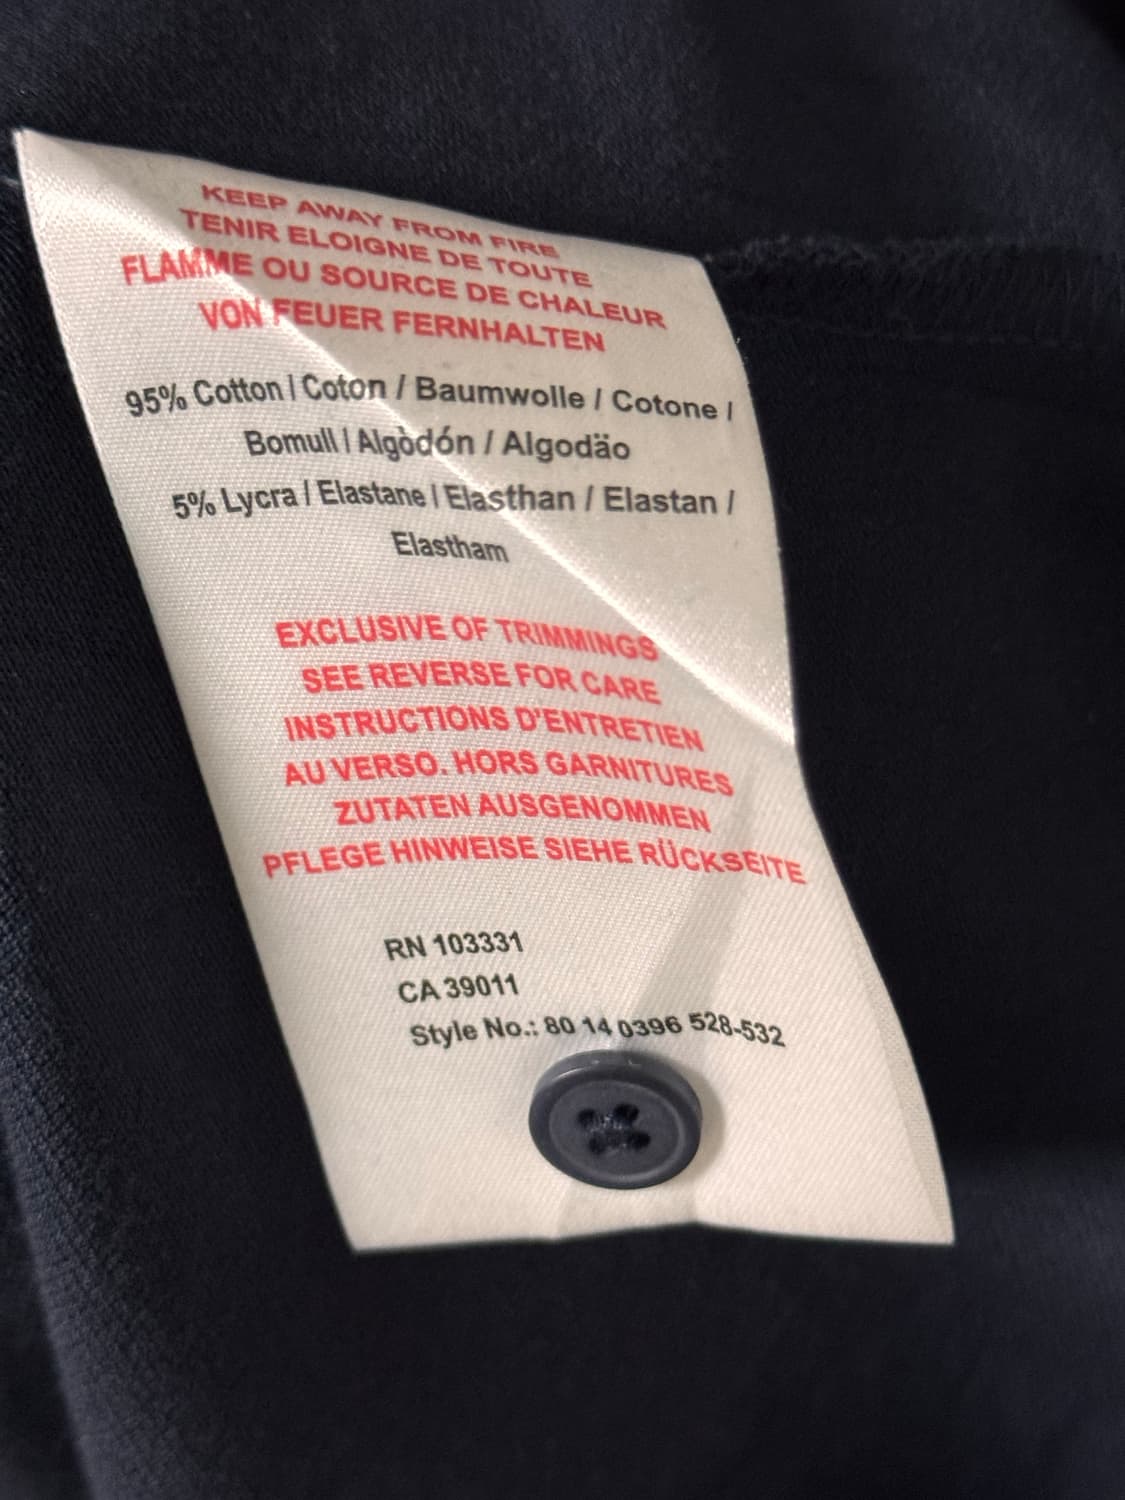 KEEP AWAY FROM FIRE
TENIR ELOIGNE DE TOUTE
FLAMME OU SOURCE DE CHALEUR
VON FEUER FERNHALTEN
95% Cotton / Coton / Baumwolle / Cotone /
Bomull / Algòdón / Algodäo
5% Lycra / Elastane / Elasthan / Elastan /
Elastham
EXCLUSIVE OF TRIMMINGS
SEE REVERSE FOR CARE
INSTRUCTIONS D'ENTRETIEN
AU VERSO. HORS GARNITURES
ZUTATEN AUSGENOMMEN
PFLEGE HINWEISE SIEHE RÜCKSEITE
RN 103331
CA 39011
Style No.: 80 14 0396 528-532